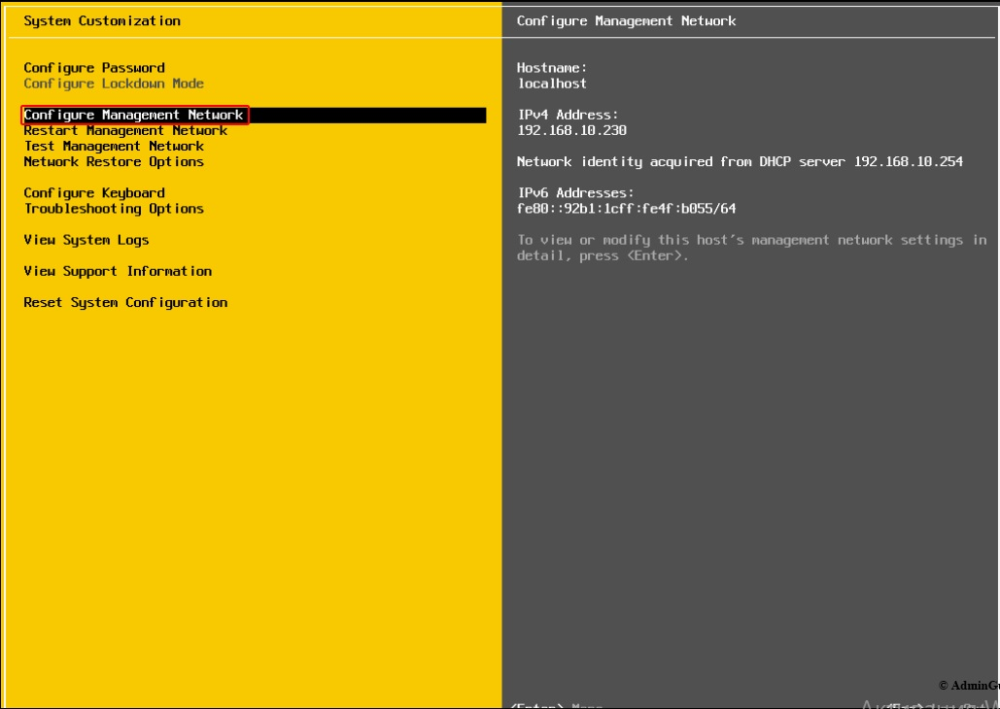 System Customization
Configure Password
Configure Lockdown Mode
Configure Management Network
Restart Management Network
Test Management Network
Network Restore Options
Configure Keyboard
Troubleshooting Options
View System Logs
View Support Information
Reset System Configuration
Configure Management Network
Hostname:
localhost
IPv4 Address:
192.168.10.230
Network identity acquired from DHCP server 192.168.10.254
IPv6 Addresses:
fe80::92b1:1cff:fe4f:b055/64
To view or modify this host's management network settings in
detail, press <Enter>.
© AdminGu
<Enter> More